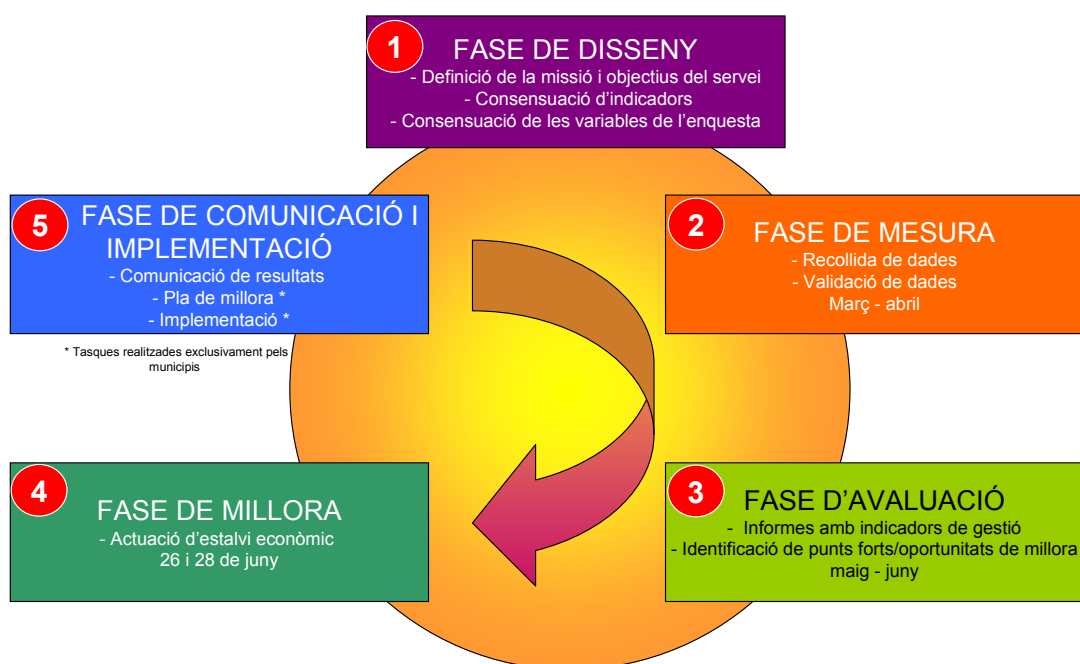 1
FASE DE DISSENY
- Definició de la missió i objectius del servei
- Consensuació d'indicadors
- Consensuació de les variables de l'enquesta
2
FASE DE MESURA
- Recollida de dades
- Validació de dades
Març - abril
3
FASE D'AVALUACIÓ
- Informes amb indicadors de gestió
- Identificació de punts forts/oportunitats de millora
maig - juny
4
FASE DE MILLORA
- Actuació d'estalvi econòmic
26 i 28 de juny
5
FASE DE COMUNICACIÓ I
IMPLEMENTACIÓ
- Comunicació de resultats
- Pla de millora *
- Implementació *
* Tasques realitzades exclusivament pels
municipis